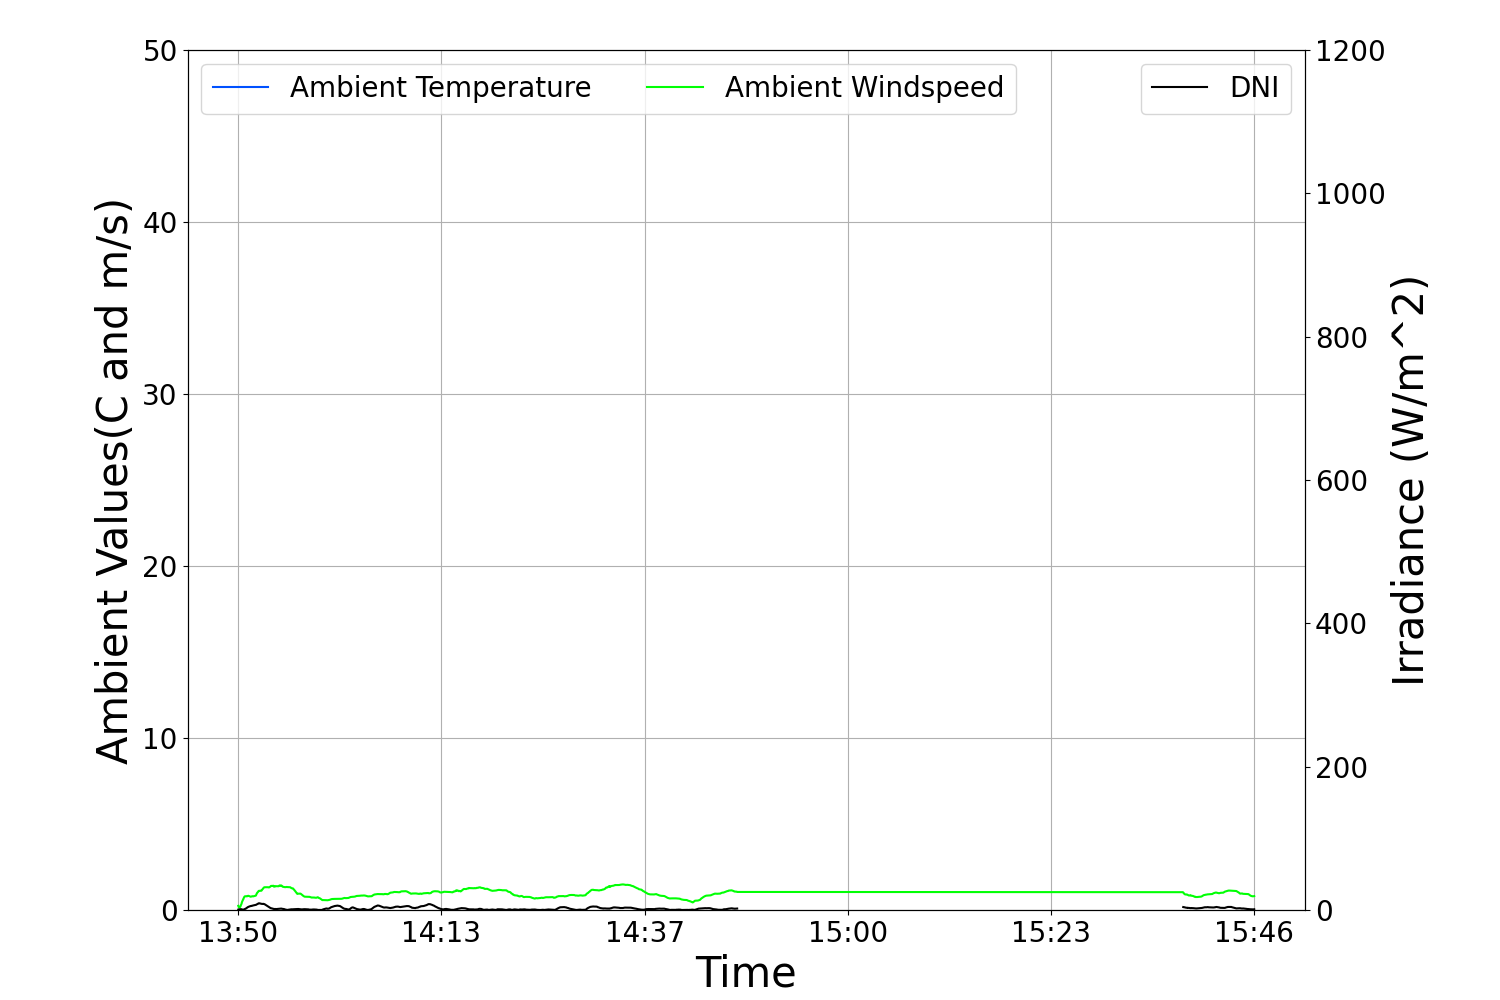 Ambient Temperature Ambient Windspeed DNI
50
40
30
20
10
0
1200
1000
800
600
400
200
0
Ambient Values(C and m/s)
Irradiance (W/m^2)
13:50 14:13 14:37 15:00 15:23 15:46
Time